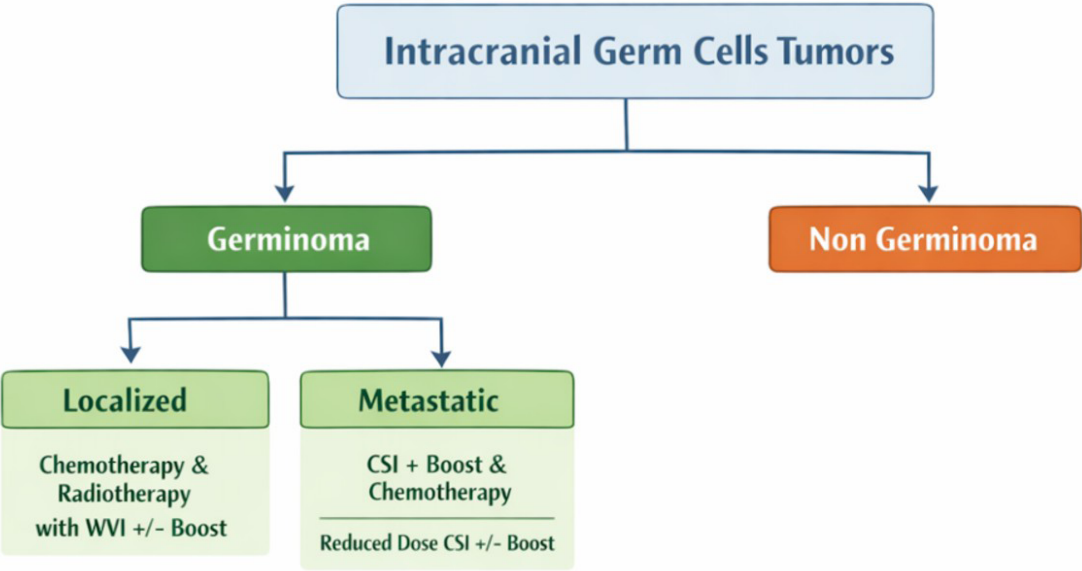 Intracranial Germ Cells Tumors
Germinoma
Non Germinoma
Localized
Chemotherapy &
Radiotherapy
with WVI +/- Boost
Metastatic
CSI + Boost &
Chemotherapy
Reduced Dose CSI +/- Boost